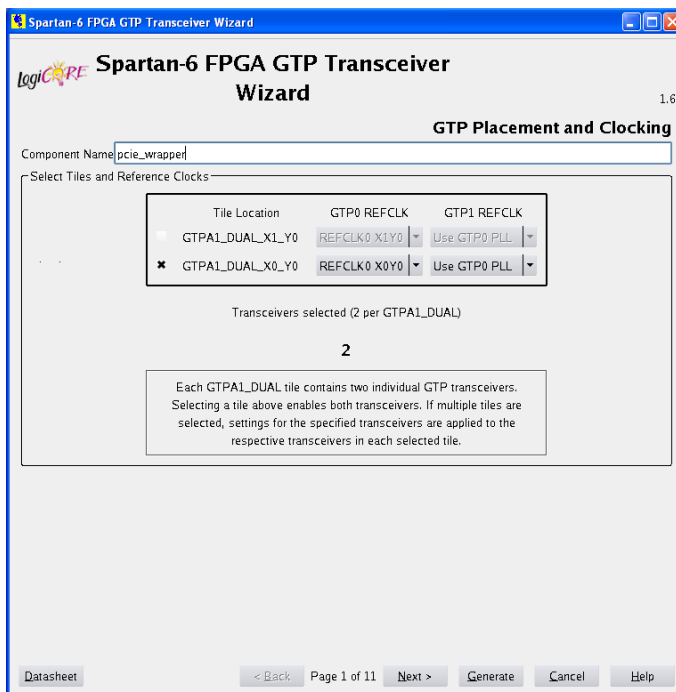 Spartan-6 FPGA GTP Transceiver Wizard
logiCORE
Spartan-6 FPGA GTP Transceiver
Wizard
1.6
GTP Placement and Clocking
Component Name pcie_wrapper
Select Tiles and Reference Clocks
Tile Location GTP0 REFCLK GTP1 REFCLK
GTPA1_DUAL_X1_Y0 REFCLK0 X1Y0 Use GTP0 PLL
GTPA1_DUAL_X0_Y0 REFCLK0 X0Y0 Use GTP0 PLL
Transceivers selected (2 per GTPA1_DUAL)
2
Each GTPA1_DUAL tile contains two individual GTP transceivers.
Selecting a tile above enables both transceivers. If multiple tiles are
selected, settings for the specified transceivers are applied to the
respective transceivers in each selected tile.
Datasheet < Back Page 1 of 11 Next > Generate Cancel Help